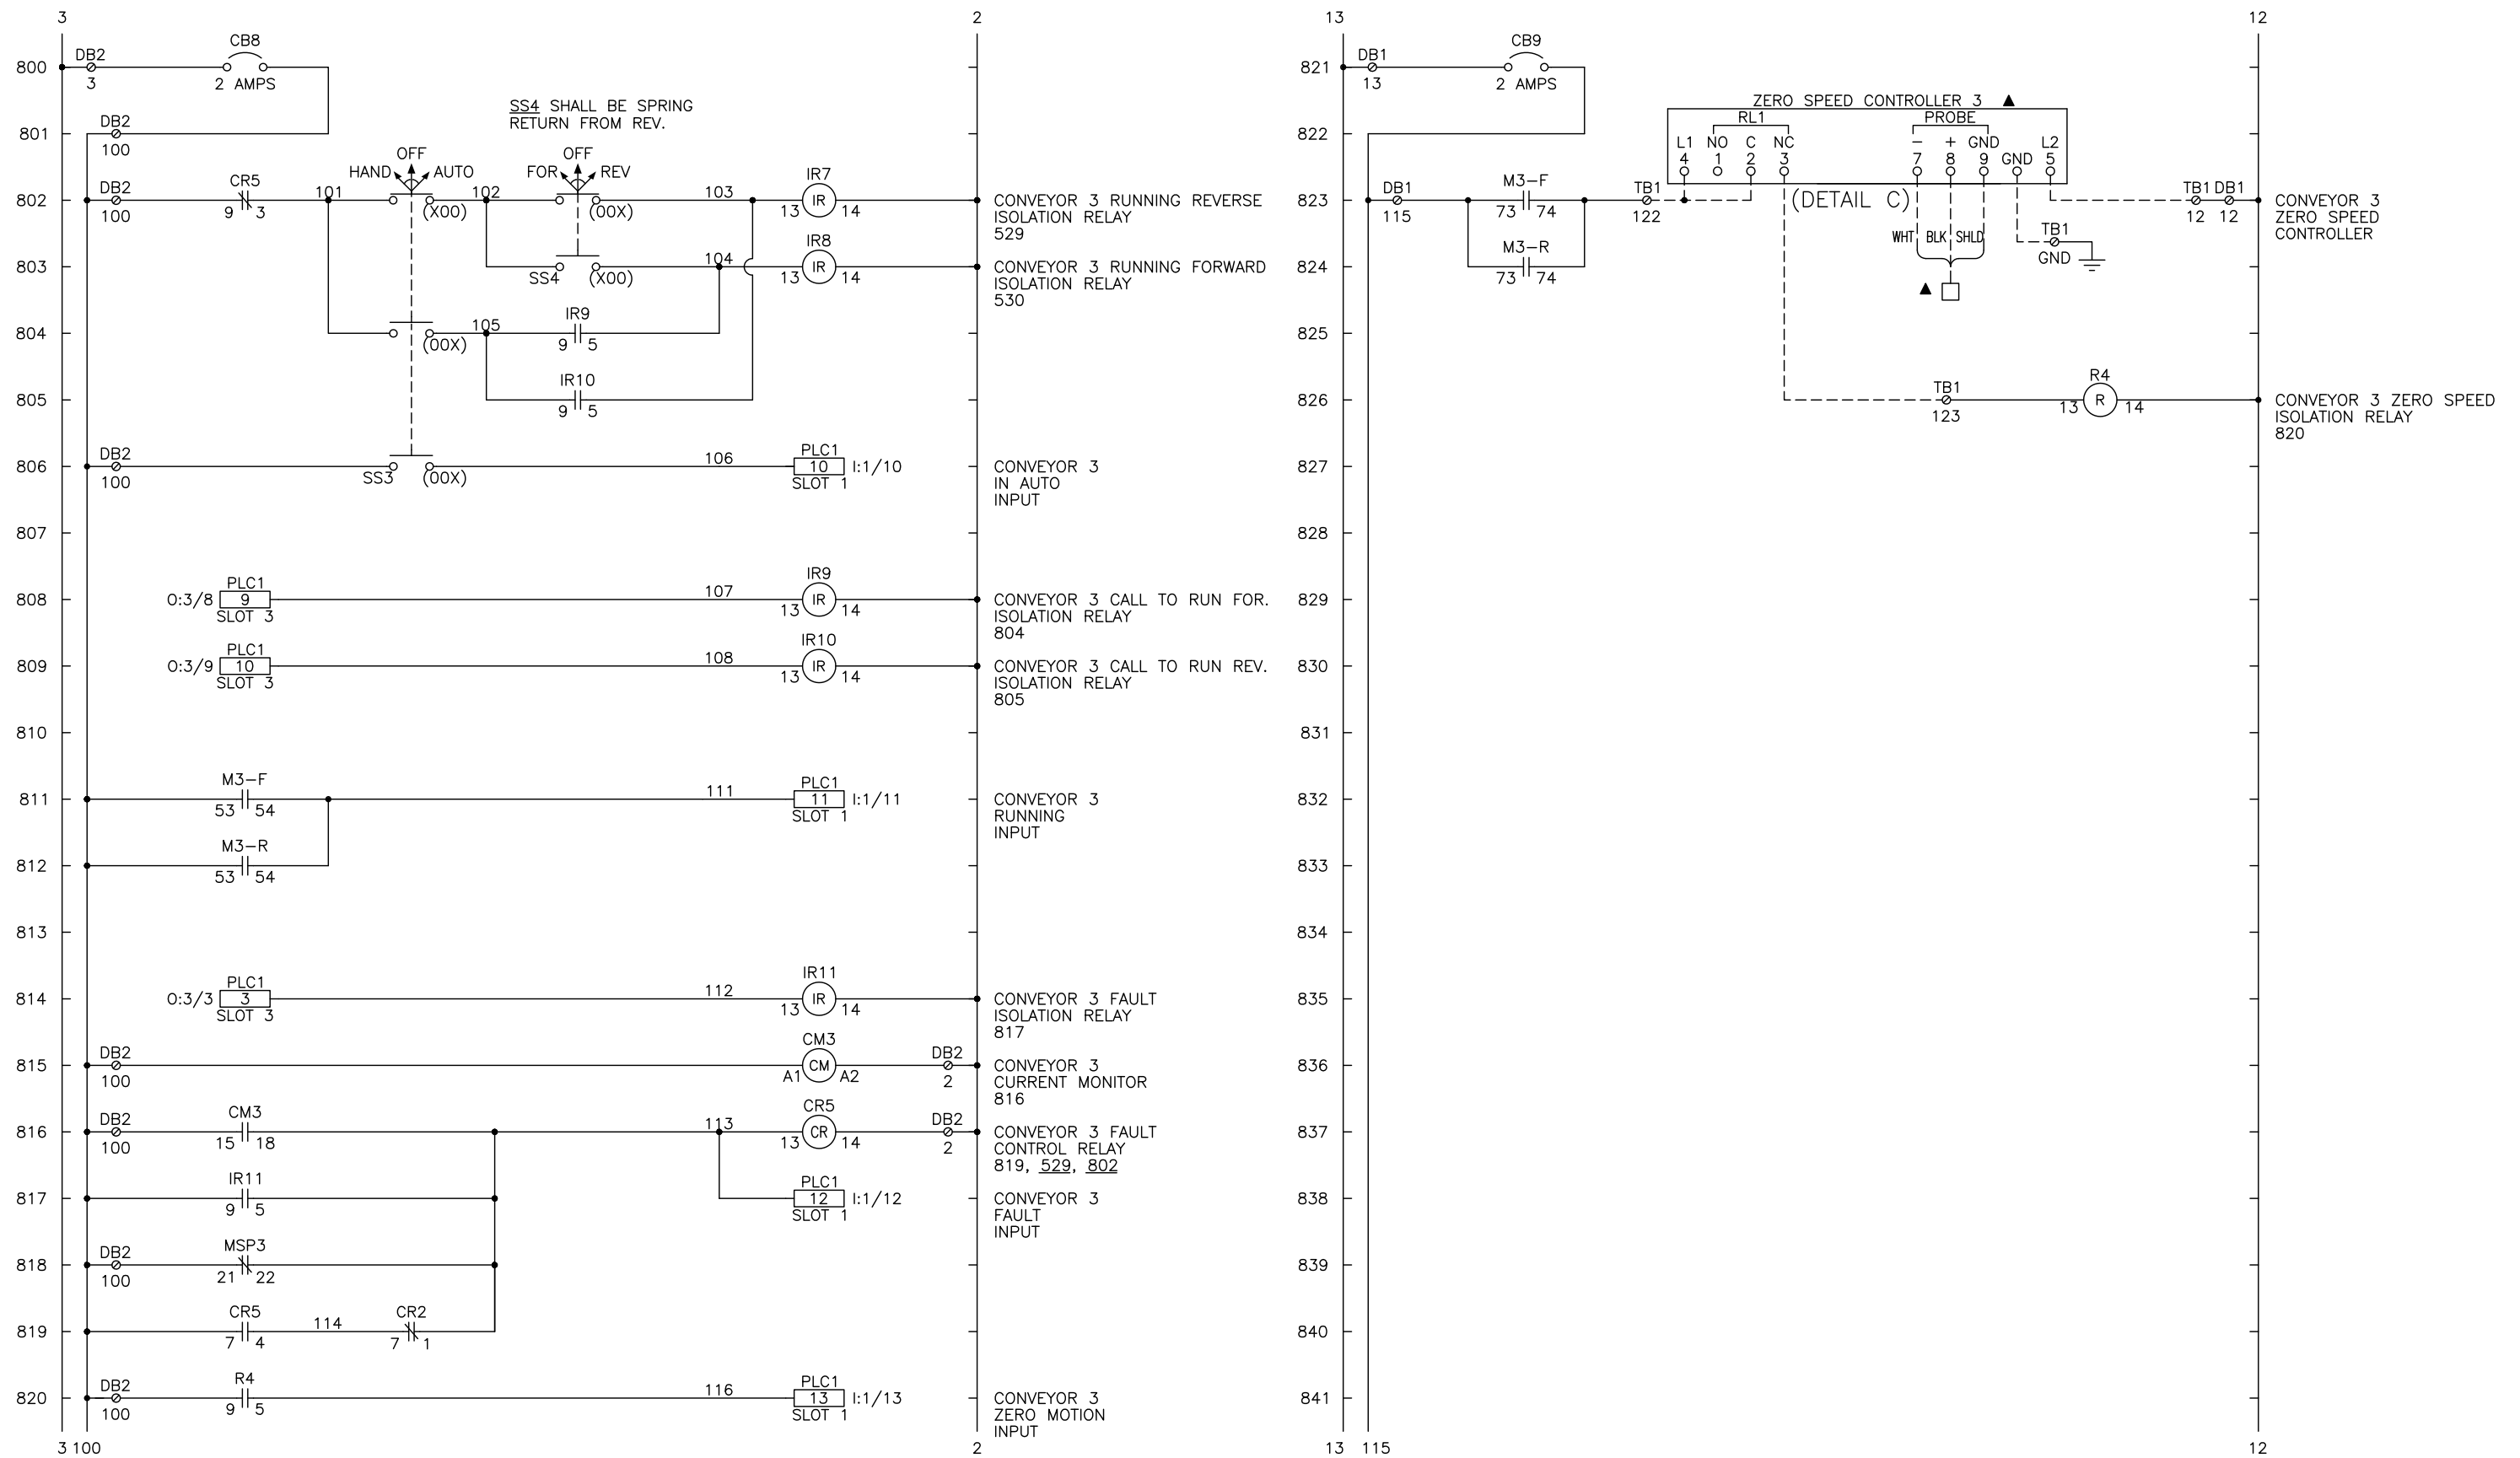 3
2
800
DB2
3
CB8
2 AMPS
SS4 SHALL BE SPRING
RETURN FROM REV.
801
DB2
100
OFF
HAND
AUTO
OFF
FOR
REV
802
DB2
100
CR5
9 3
101
(X00)
102
(00X)
103
IR7
13 IR 14
CONVEYOR 3 RUNNING REVERSE
ISOLATION RELAY
529
803
SS4
(X00)
104
IR8
13 IR 14
CONVEYOR 3 RUNNING FORWARD
ISOLATION RELAY
530
804
(00X)
105
IR9
9 5
805
IR10
9 5
806
DB2
100
SS3
(00X)
106
PLC1
10 I:1/10
SLOT 1
CONVEYOR 3
IN AUTO
INPUT
807
808
PLC1
O:3/8 9
SLOT 3
107
IR9
13 IR 14
CONVEYOR 3 CALL TO RUN FOR.
ISOLATION RELAY
804
809
PLC1
O:3/9 10
SLOT 3
108
IR10
13 IR 14
CONVEYOR 3 CALL TO RUN REV.
ISOLATION RELAY
805
810
811
M3-F
53 54
111
PLC1
11 I:1/11
SLOT 1
CONVEYOR 3
RUNNING
INPUT
812
M3-R
53 54
813
814
PLC1
O:3/3 3
SLOT 3
112
IR11
13 IR 14
CONVEYOR 3 FAULT
ISOLATION RELAY
817
815
DB2
100
CM3
A1 CM A2
DB2
2
CONVEYOR 3
CURRENT MONITOR
816
816
DB2
100
CM3
15 18
113
CR5
13 CR 14
DB2
2
CONVEYOR 3 FAULT
CONTROL RELAY
819, 529, 802
817
IR11
9 5
PLC1
12 I:1/12
SLOT 1
CONVEYOR 3
FAULT
INPUT
818
DB2
100
MSP3
21 22
819
CR5
7 4
114
CR2
7 1
820
DB2
100
R4
9 5
116
PLC1
13 I:1/13
SLOT 1
CONVEYOR 3
ZERO MOTION
INPUT
3 100
2
13
12
821
DB1
13
CB9
2 AMPS
ZERO SPEED CONTROLLER 3
822
RL1
PROBE
L1 NO C NC - + GND L2
4 1 2 3 7 8 9 GND 5
823
DB1
115
M3-F
73 74
TB1
122
(DETAIL C)
TB1 DB1
12 12
CONVEYOR 3
ZERO SPEED
CONTROLLER
WHT BLK SHLD
TB1
GND
824
M3-R
73 74
825
826
TB1
123
R4
13 R 14
CONVEYOR 3 ZERO SPEED
ISOLATION RELAY
820
827
828
829
830
831
832
833
834
835
836
837
838
839
840
841
13 115
12